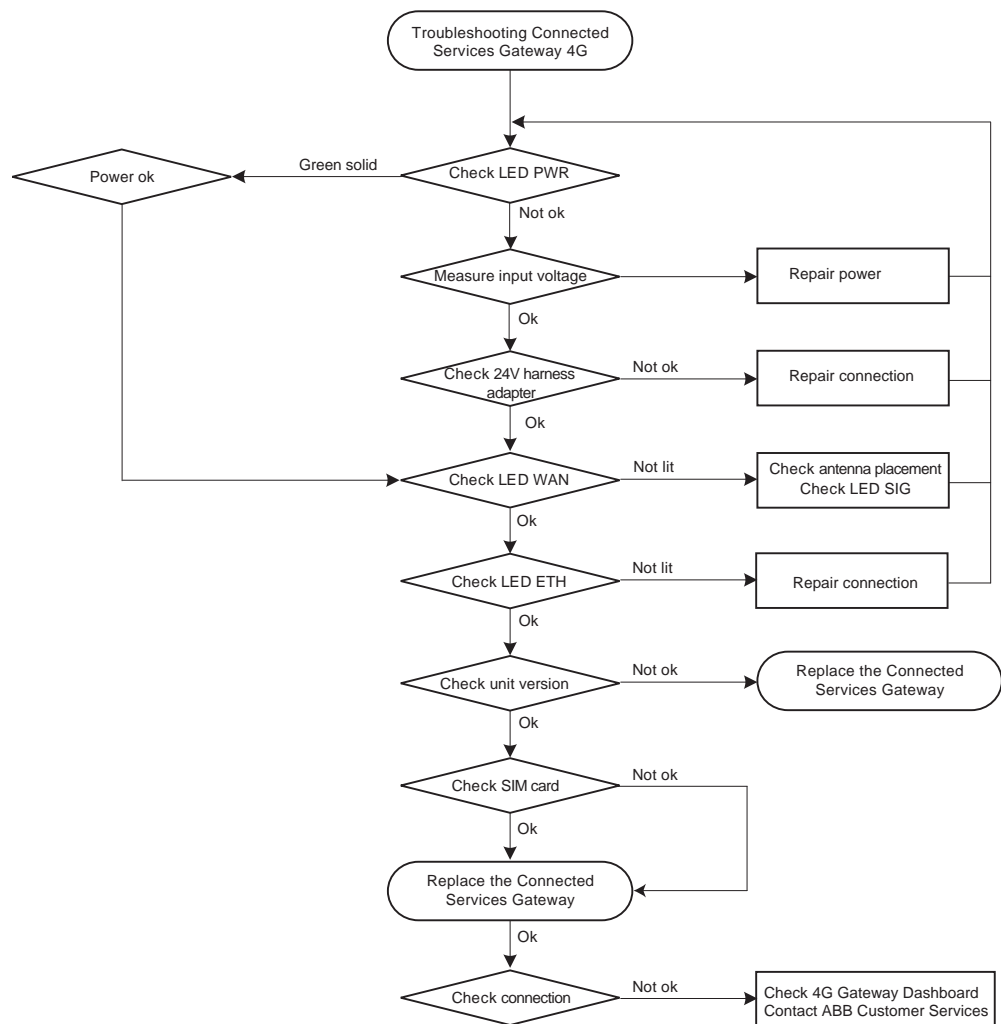 Troubleshooting Connected
Services Gateway 4G
Green solid
Power ok
Check LED PWR
Not ok
Measure input voltage
Repair power
Ok
Check 24V harness
adapter
Not ok
Repair connection
Ok
Check LED WAN
Not lit
Check antenna placement
Check LED SIG
Ok
Check LED ETH
Not lit
Repair connection
Ok
Check unit version
Not ok
Replace the Connected
Services Gateway
Ok
Check SIM card
Not ok
Ok
Replace the Connected
Services Gateway
Ok
Check connection
Not ok
Check 4G Gateway Dashboard
Contact ABB Customer Services